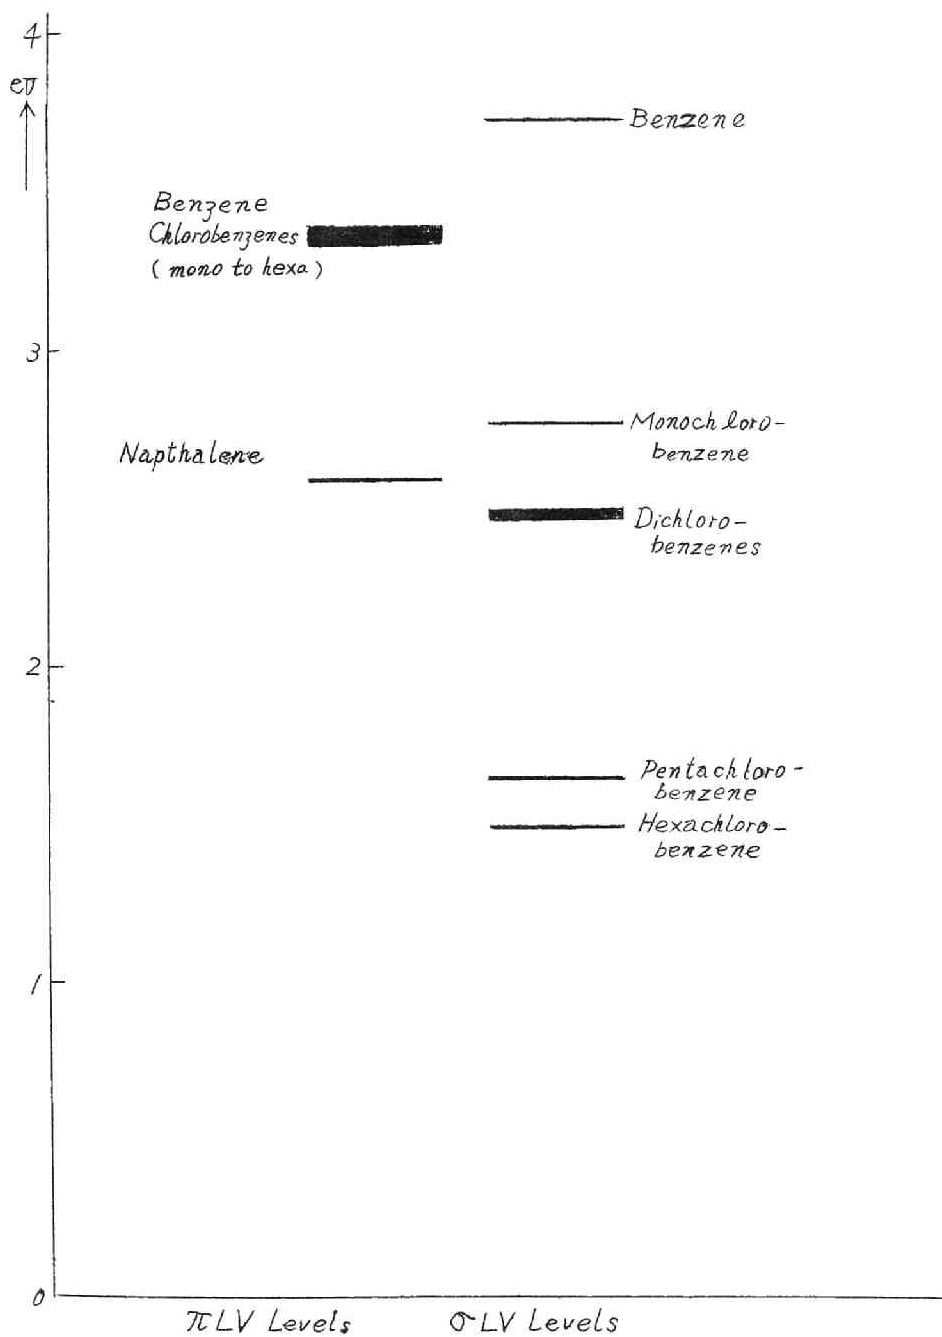 4
eV
Benzene
Benzene
Chlorobenzenes
( mono to hexa )
3
Monochloro-
benzene
Napthalene
Dichloro-
benzenes
2
Pentachloro-
benzene
Hexachloro-
benzene
1
0
π LV Levels
σ LV Levels